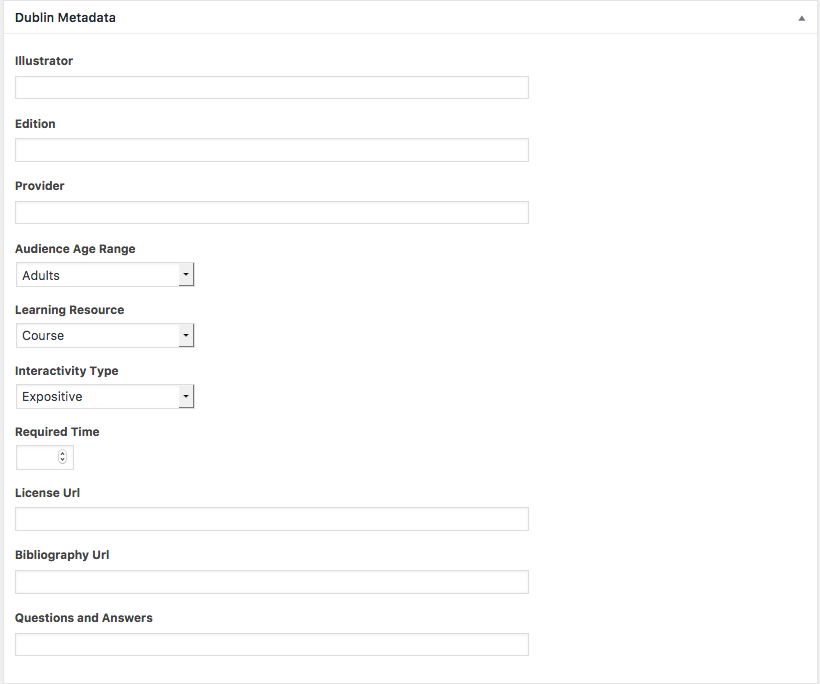 Dublin Metadata
Illustrator
Edition
Provider
Audience Age Range
Adults
Learning Resource
Course
Interactivity Type
Expositive
Required Time
License Url
Bibliography Url
Questions and Answers